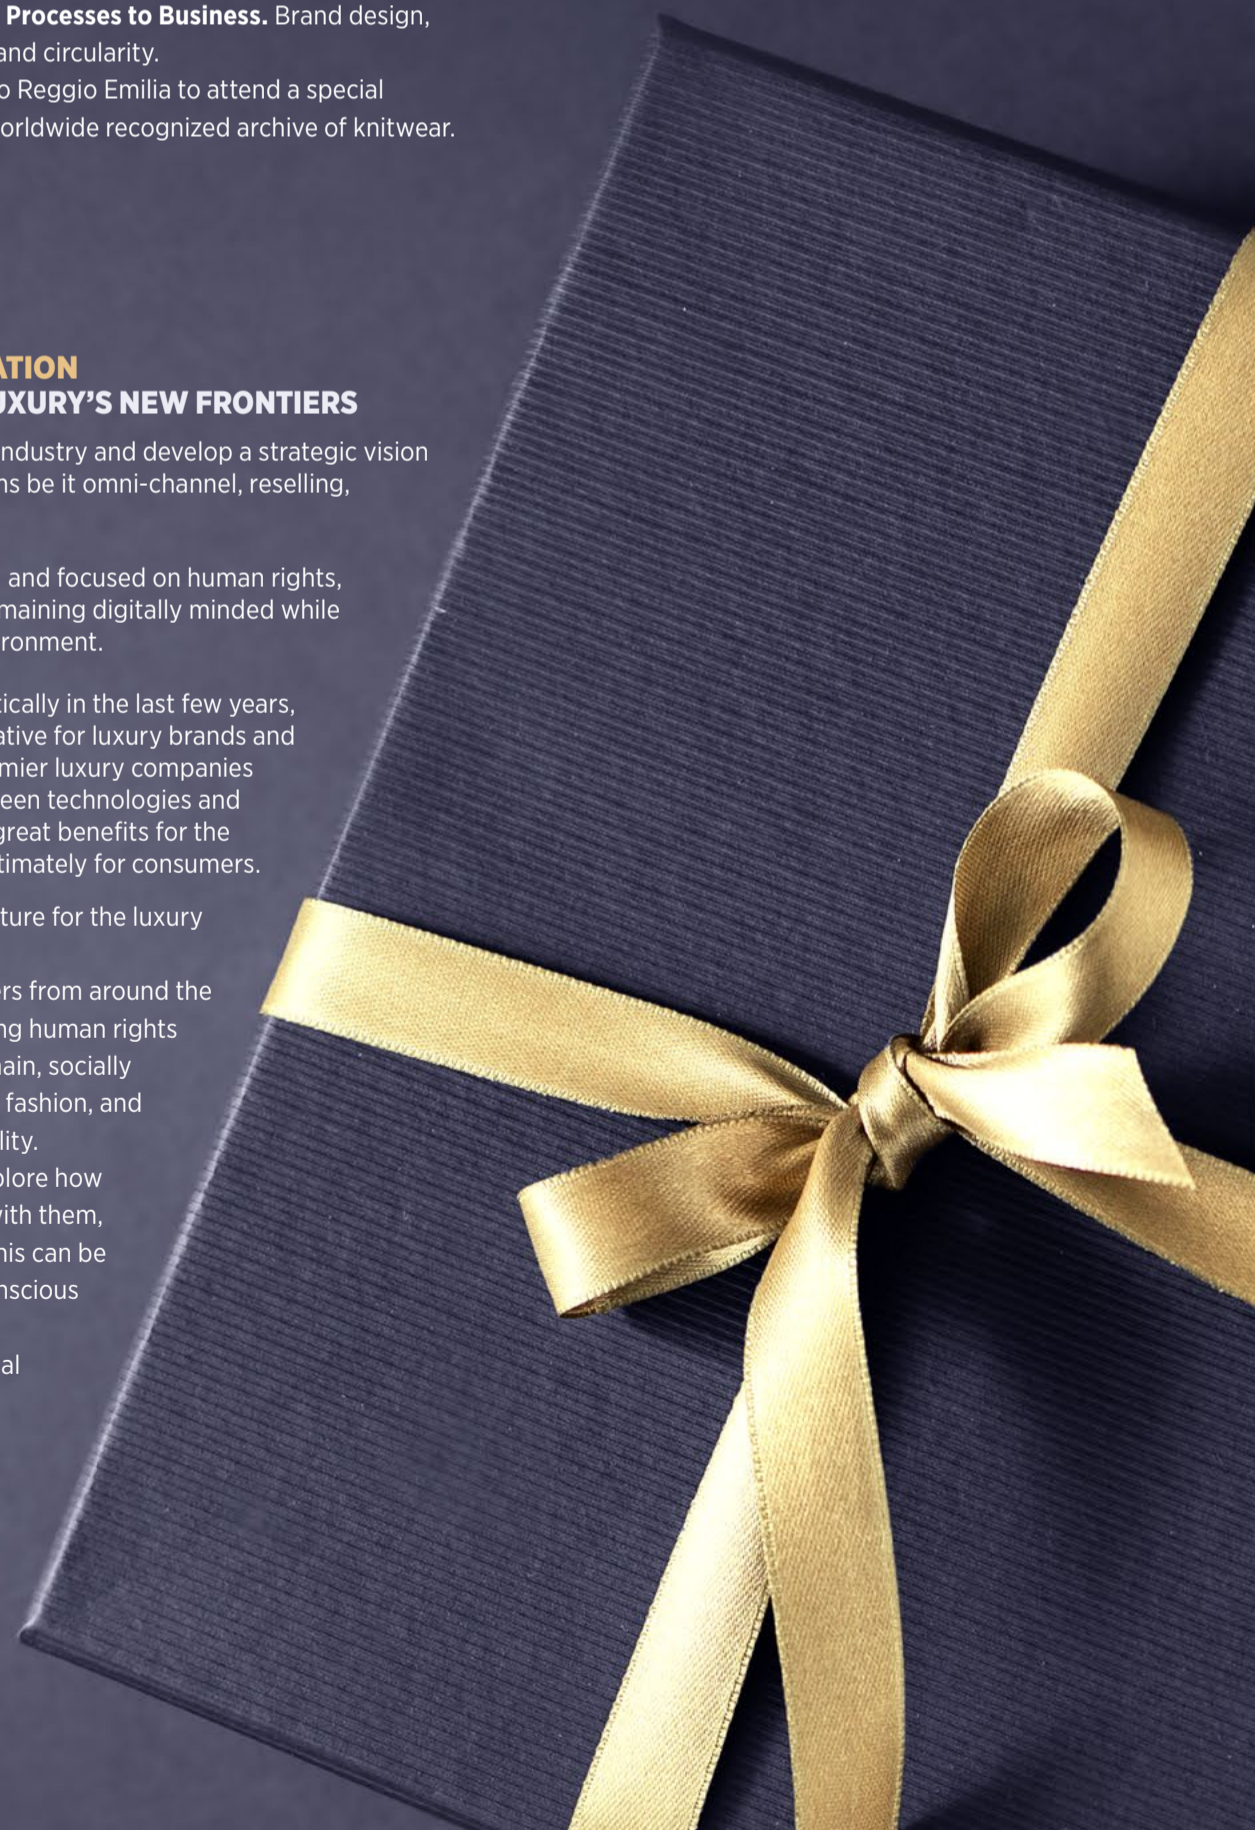 Processes to Business. Brand design,
and circularity.
o Reggio Emilia to attend a special
orldwide recognized archive of knitwear.
ATION
UXURY'S NEW FRONTIERS
ndustry and develop a strategic vision
ns be it omni-channel, reselling,
and focused on human rights,
maining digitally minded while
ronment.
tically in the last few years,
ative for luxury brands and
mier luxury companies
een technologies and
great benefits for the
timately for consumers.
ture for the luxury
ers from around the
ng human rights
hain, socially
fashion, and
lity.
plore how
with them,
his can be
nscious
al